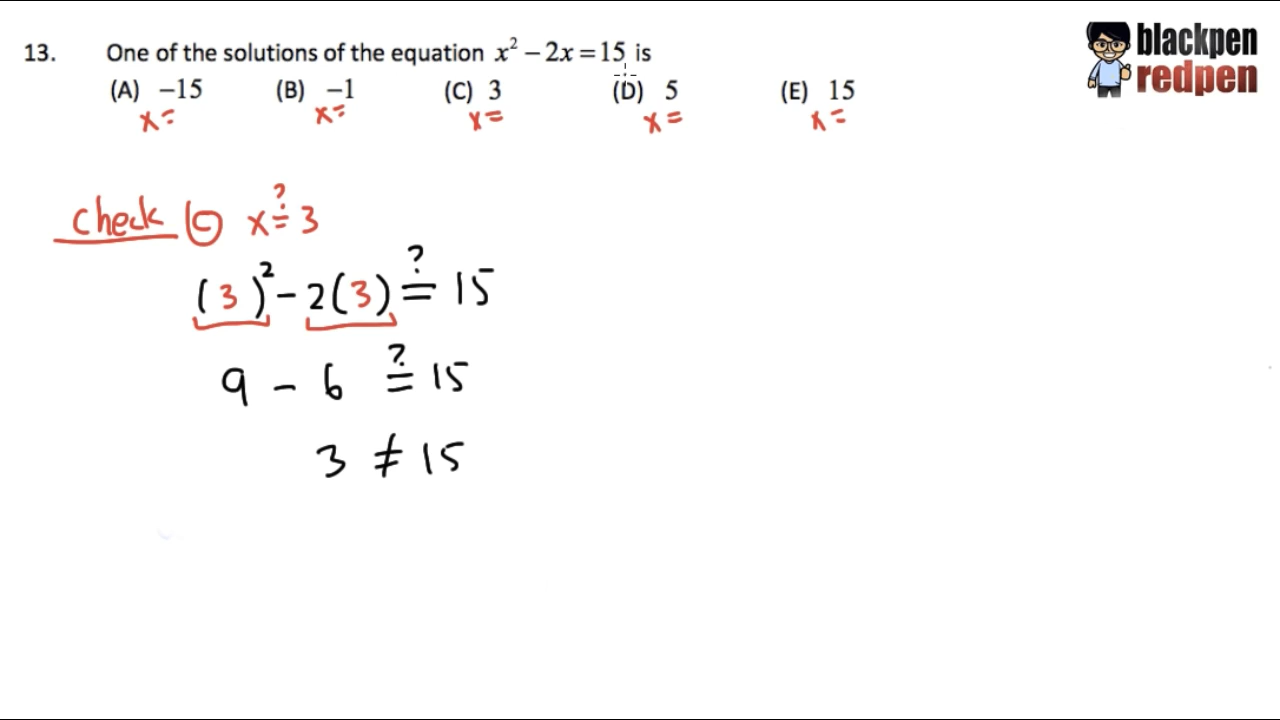 13. One of the solutions of the equation x² − 2x = 15 is
(A) −15 (B) −1 (C) 3 (D) 5 (E) 15
x= x= x= x= x=
check Ⓒ x ≟ 3
(3)² − 2(3) ≟ 15
9 − 6 ≟ 15
3 ≠ 15
blackpen
redpen